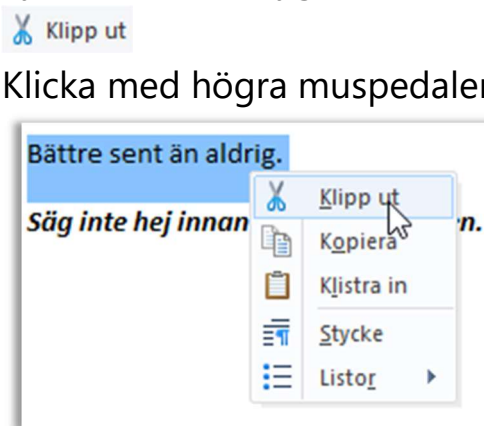 Klipp ut
Klicka med högra muspedalen
Bättre sent än aldrig.
Säg inte hej innan
n.
Klipp ut
Kopiera
Klistra in
Stycke
Listor